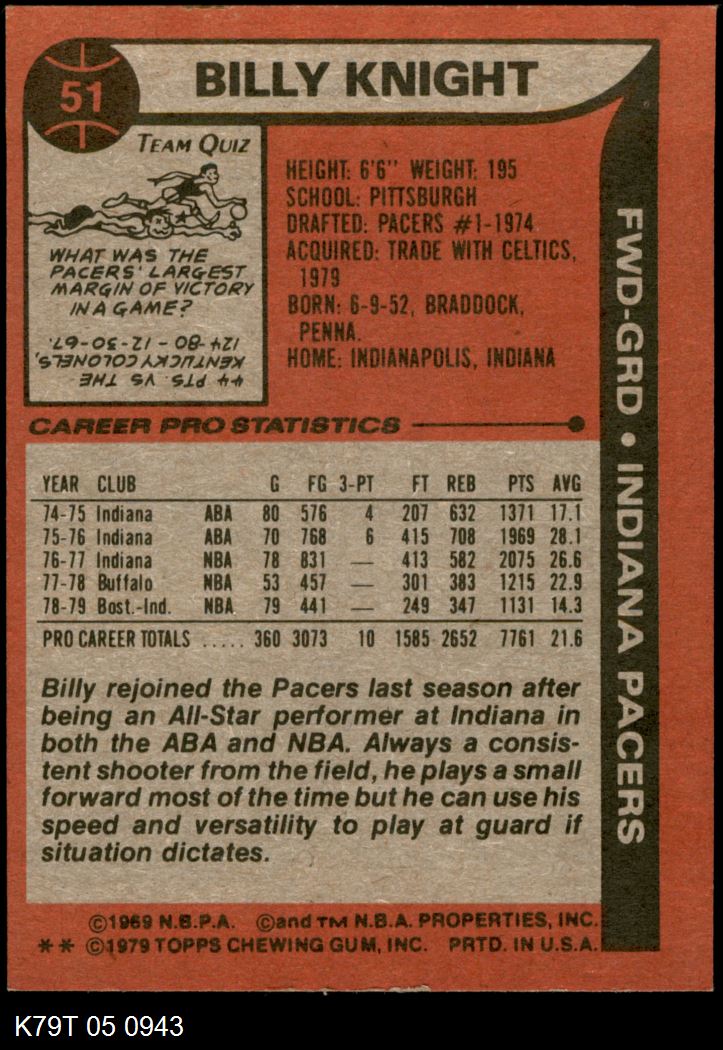 51
BILLY KNIGHT
TEAM QUIZ
WHAT WAS THE
PACERS' LARGEST
MARGIN OF VICTORY
IN A GAME?
44 PTS. VS THE
KENTUCKY COLONELS,
124-80 - 12-30-67.
HEIGHT: 6'6" WEIGHT: 195
SCHOOL: PITTSBURGH
DRAFTED: PACERS #1-1974
ACQUIRED: TRADE WITH CELTICS,
1979
BORN: 6-9-52, BRADDOCK,
PENNA.
HOME: INDIANAPOLIS, INDIANA
FWD-GRD • INDIANA PACERS
CAREER PRO STATISTICS
YEAR CLUB G FG 3-PT FT REB PTS AVG
74-75 Indiana ABA 80 576 4 207 632 1371 17.1
75-76 Indiana ABA 70 768 6 415 708 1969 28.1
76-77 Indiana NBA 78 831 — 413 582 2075 26.6
77-78 Buffalo NBA 53 457 — 301 383 1215 22.9
78-79 Bost.-Ind. NBA 79 441 — 249 347 1131 14.3
PRO CAREER TOTALS ..... 360 3073 10 1585 2652 7761 21.6
Billy rejoined the Pacers last season after
being an All-Star performer at Indiana in
both the ABA and NBA. Always a consis-
tent shooter from the field, he plays a small
forward most of the time but he can use his
speed and versatility to play at guard if
situation dictates.
©1969 N.B.P.A. ©and TM N.B.A. PROPERTIES, INC.
** ©1979 TOPPS CHEWING GUM, INC. PRTD. IN U.S.A.
K79T 05 0943